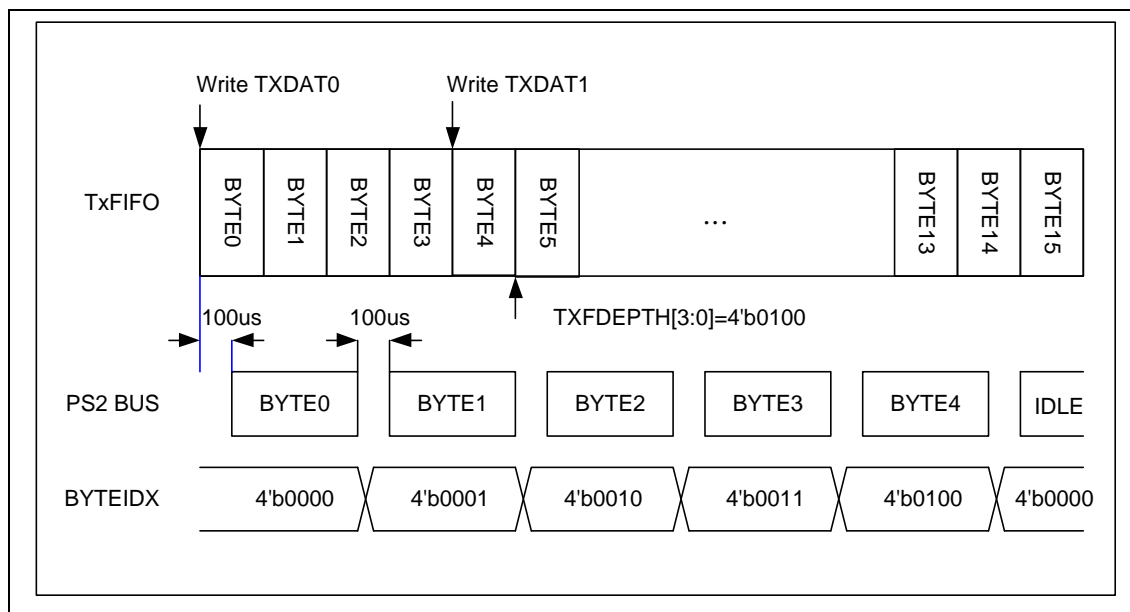 Write TXDAT0 Write TXDAT1
TxFIFO BYTE0 BYTE1 BYTE2 BYTE3 BYTE4 BYTE5 ... BYTE13 BYTE14 BYTE15
100us 100us TXFDEPTH[3:0]=4'b0100
PS2 BUS BYTE0 BYTE1 BYTE2 BYTE3 BYTE4 IDLE
BYTEIDX 4'b0000 4'b0001 4'b0010 4'b0011 4'b0100 4'b0000